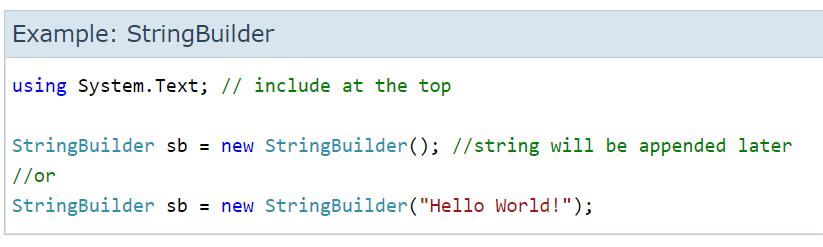 Example: StringBuilder
using System.Text; // include at the top
StringBuilder sb = new StringBuilder(); //string will be appended later
//or
StringBuilder sb = new StringBuilder("Hello World!");